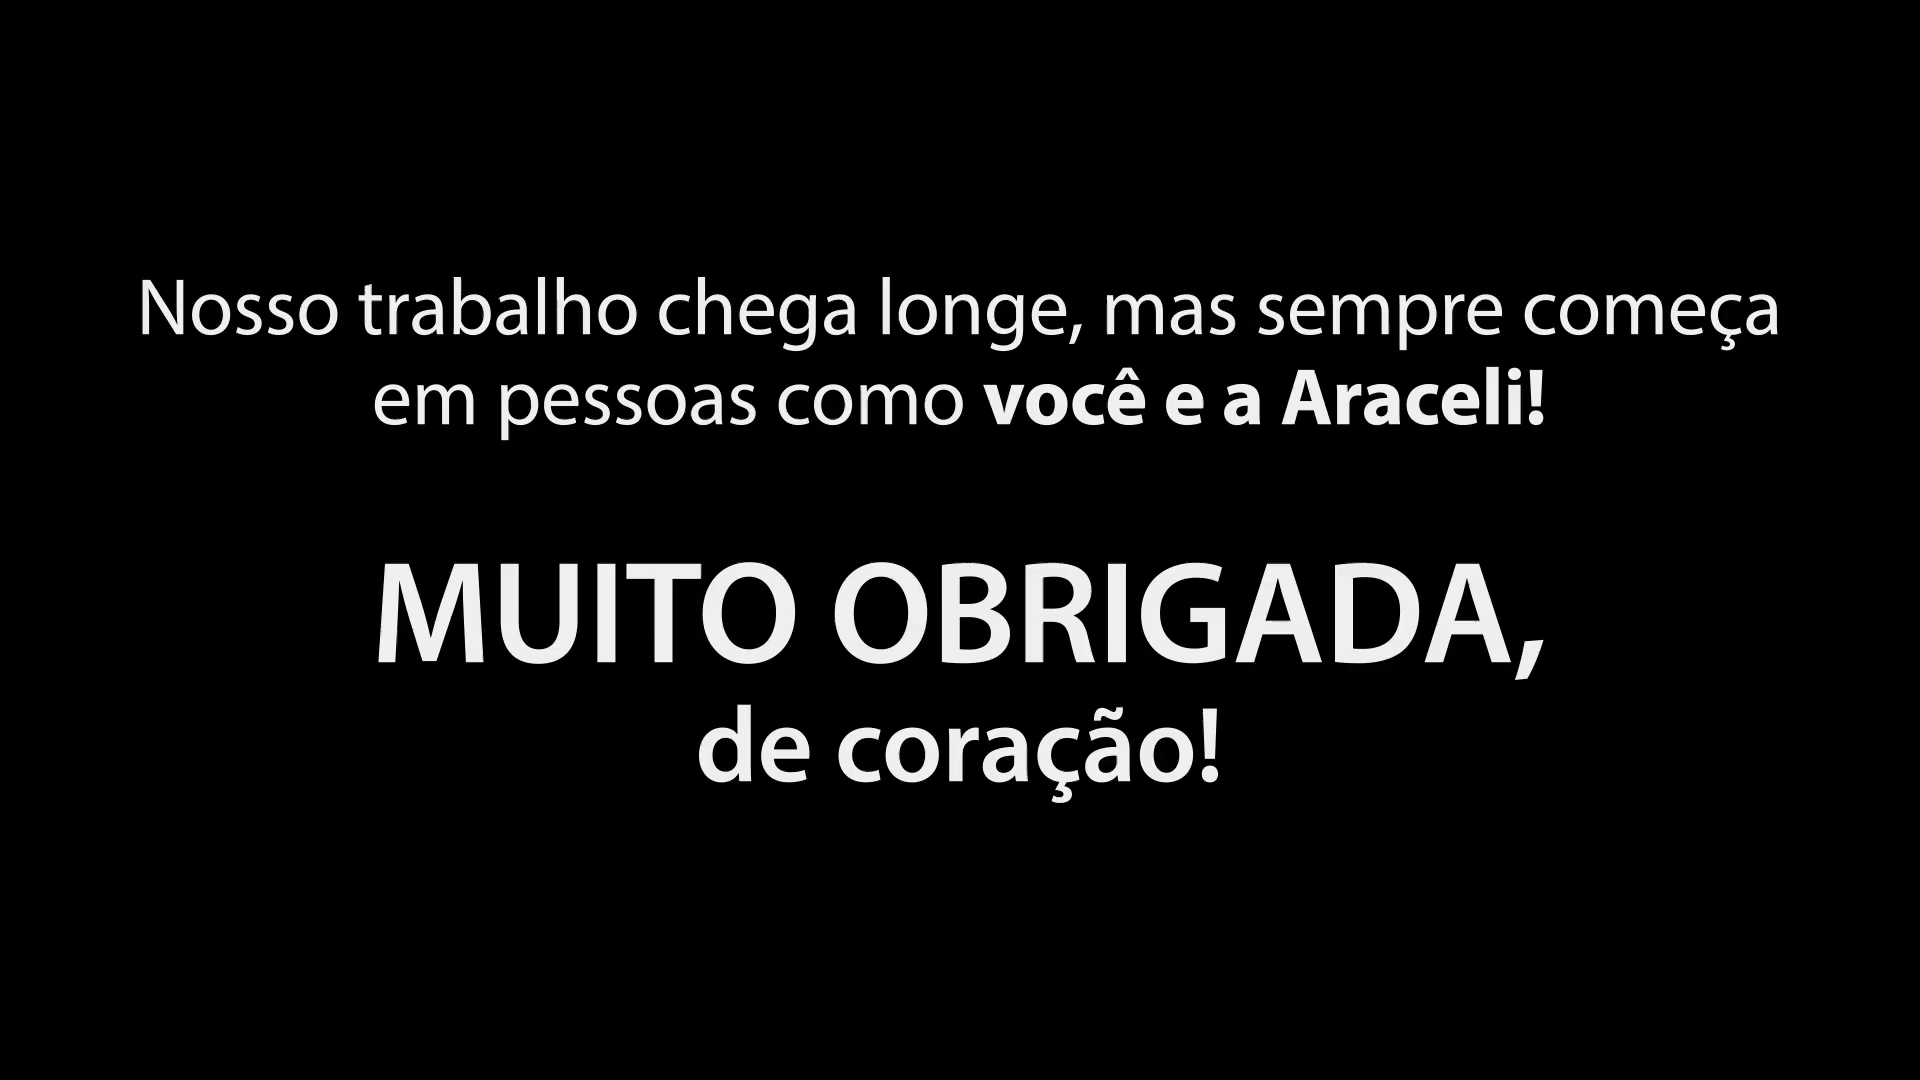 Nosso trabalho chega longe, mas sempre começa
em pessoas como você e a Araceli!
MUITO OBRIGADA,
de coração!